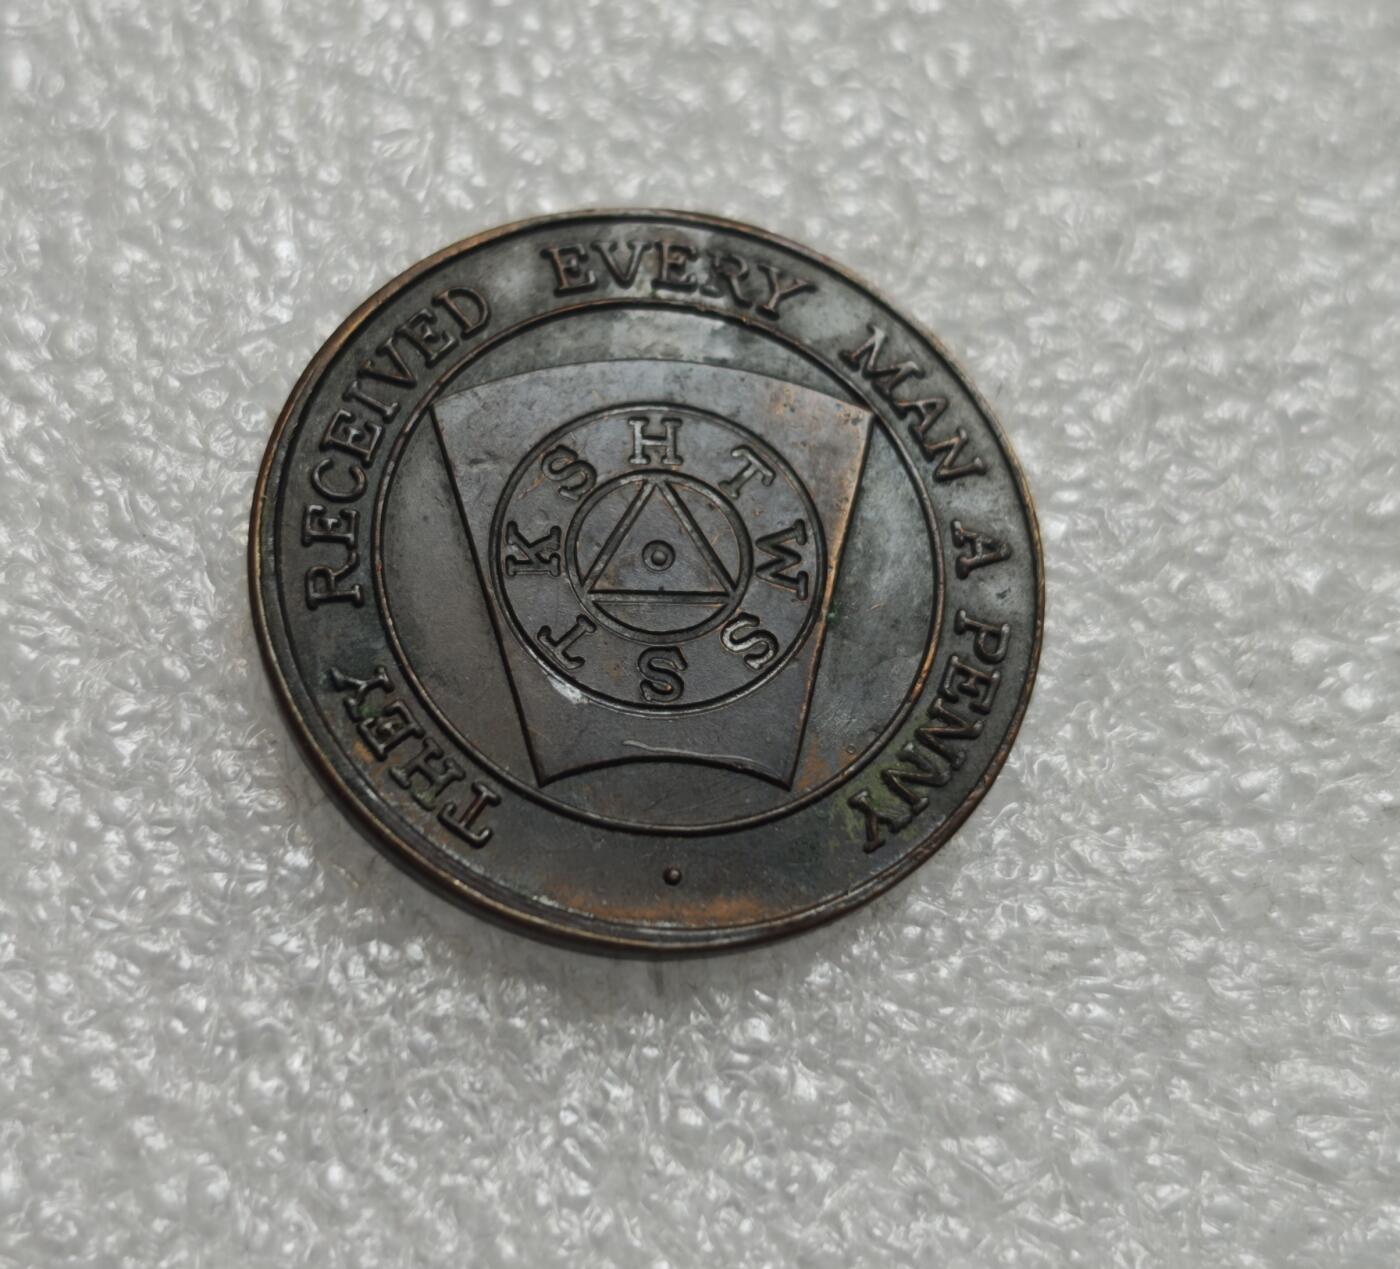 THEY RECEIVED EVERY MAN A PENNY
H T W S S T K S